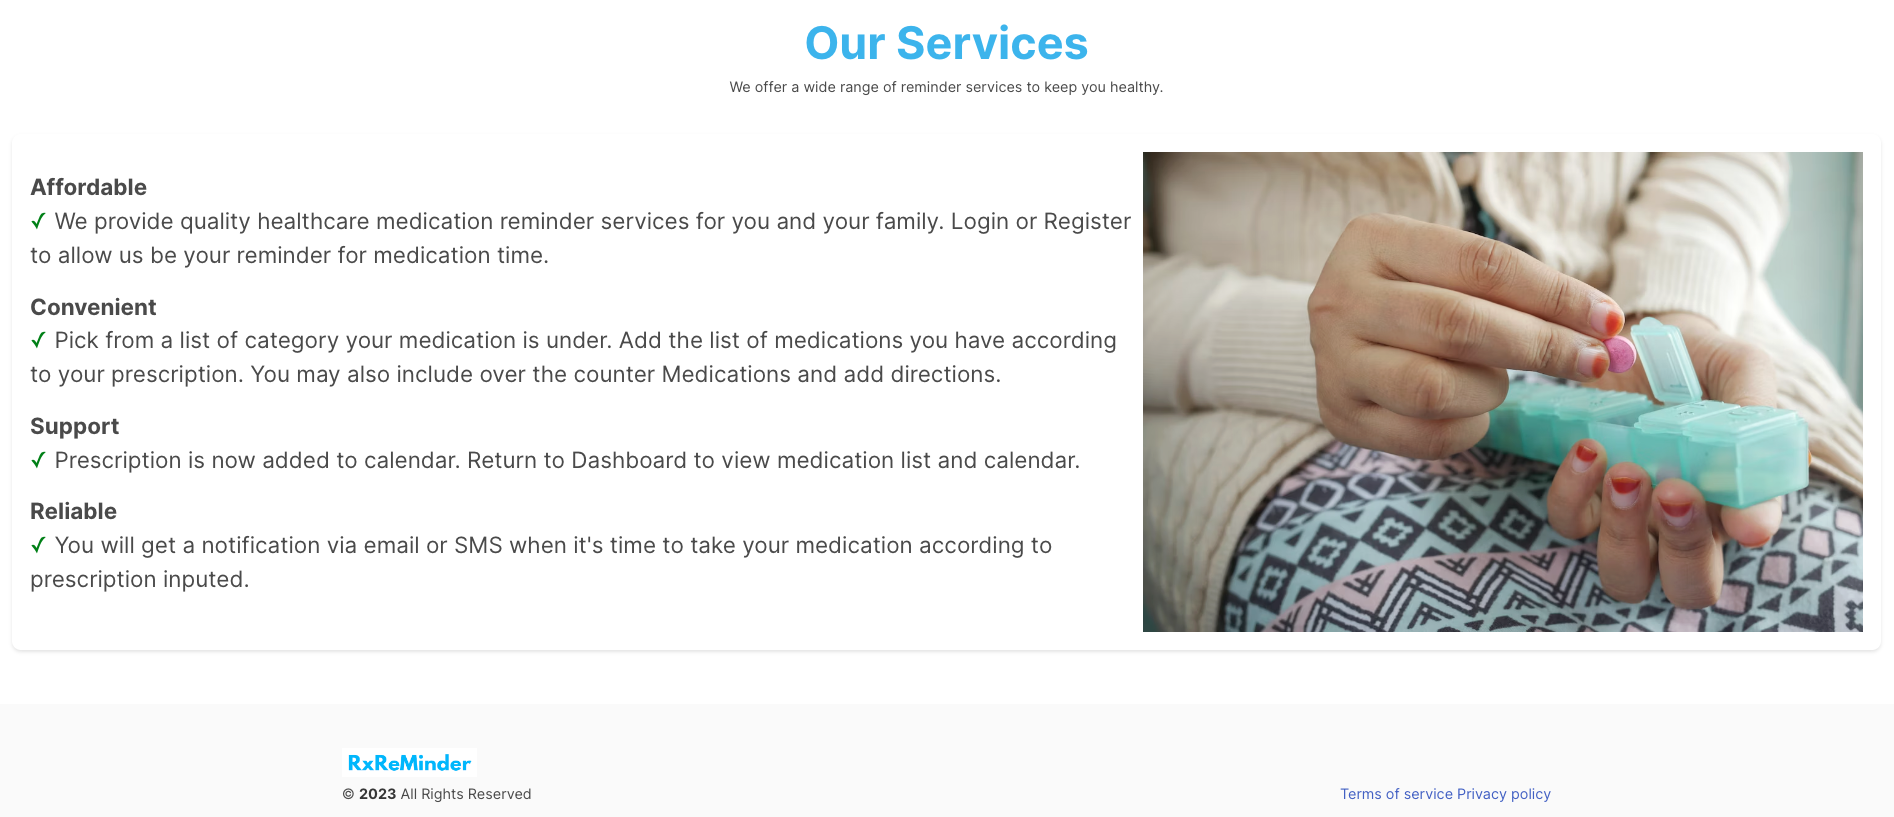 Our Services
We offer a wide range of reminder services to keep you healthy.
Affordable
✓ We provide quality healthcare medication reminder services for you and your family. Login or Register
to allow us be your reminder for medication time.
Convenient
✓ Pick from a list of category your medication is under. Add the list of medications you have according
to your prescription. You may also include over the counter Medications and add directions.
Support
✓ Prescription is now added to calendar. Return to Dashboard to view medication list and calendar.
Reliable
✓ You will get a notification via email or SMS when it's time to take your medication according to
prescription inputed.
RxReMinder
© 2023 All Rights Reserved
Terms of service Privacy policy